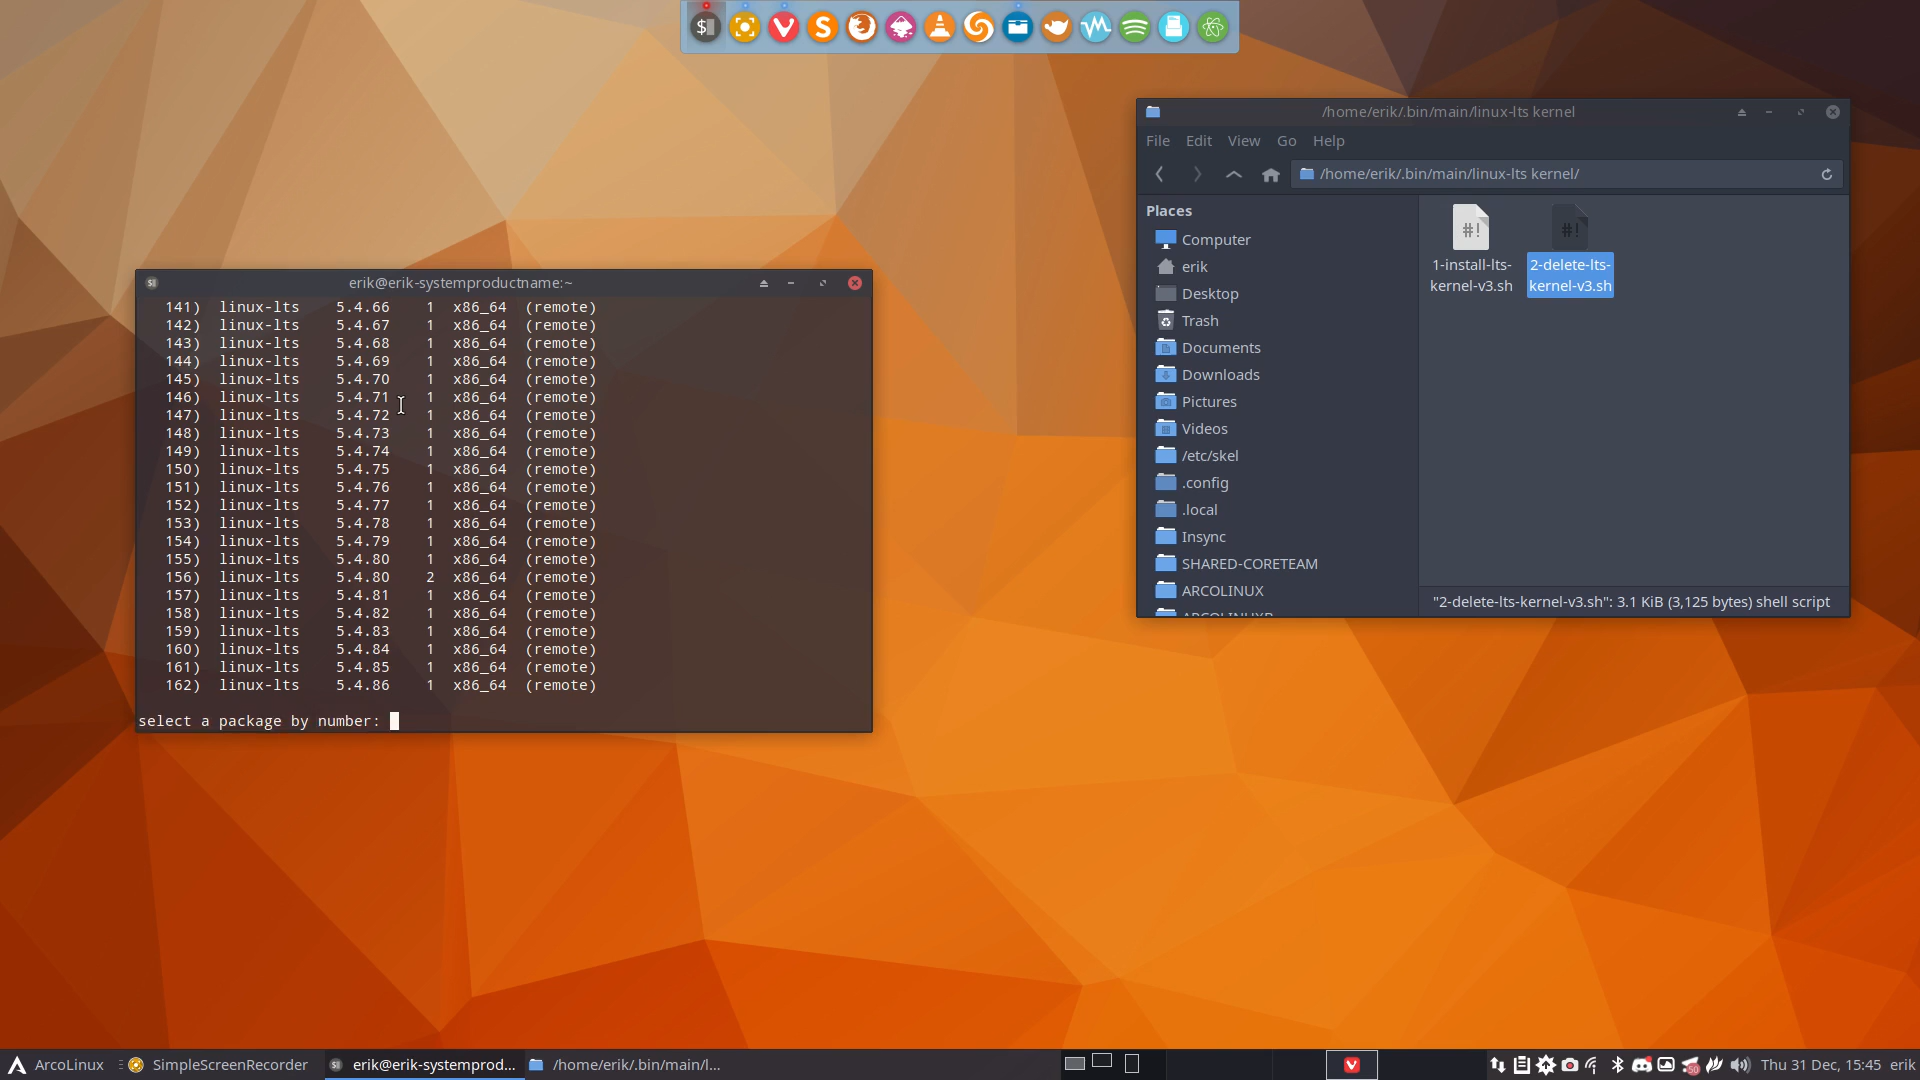 /home/erik/.bin/main/linux-lts kernel
File Edit View Go Help
/home/erik/.bin/main/linux-lts kernel/
Places
Computer
erik
Desktop
Trash
Documents
Downloads
Pictures
Videos
/etc/skel
.config
.local
Insync
SHARED-CORETEAM
ARCOLINUX
ARCOLINUXB
#!
1-install-lts-
kernel-v3.sh
#!
2-delete-lts-
kernel-v3.sh
"2-delete-lts-kernel-v3.sh": 3.1 KiB (3,125 bytes) shell script
erik@erik-systemproductname:~
141) linux-lts 5.4.66 1 x86_64 (remote)
142) linux-lts 5.4.67 1 x86_64 (remote)
143) linux-lts 5.4.68 1 x86_64 (remote)
144) linux-lts 5.4.69 1 x86_64 (remote)
145) linux-lts 5.4.70 1 x86_64 (remote)
146) linux-lts 5.4.71 1 x86_64 (remote)
147) linux-lts 5.4.72 1 x86_64 (remote)
148) linux-lts 5.4.73 1 x86_64 (remote)
149) linux-lts 5.4.74 1 x86_64 (remote)
150) linux-lts 5.4.75 1 x86_64 (remote)
151) linux-lts 5.4.76 1 x86_64 (remote)
152) linux-lts 5.4.77 1 x86_64 (remote)
153) linux-lts 5.4.78 1 x86_64 (remote)
154) linux-lts 5.4.79 1 x86_64 (remote)
155) linux-lts 5.4.80 1 x86_64 (remote)
156) linux-lts 5.4.80 2 x86_64 (remote)
157) linux-lts 5.4.81 1 x86_64 (remote)
158) linux-lts 5.4.82 1 x86_64 (remote)
159) linux-lts 5.4.83 1 x86_64 (remote)
160) linux-lts 5.4.84 1 x86_64 (remote)
161) linux-lts 5.4.85 1 x86_64 (remote)
162) linux-lts 5.4.86 1 x86_64 (remote)
select a package by number:
ArcoLinux SimpleScreenRecorder erik@erik-systemprod... /home/erik/.bin/main/l... 50 Thu 31 Dec, 15:45 erik